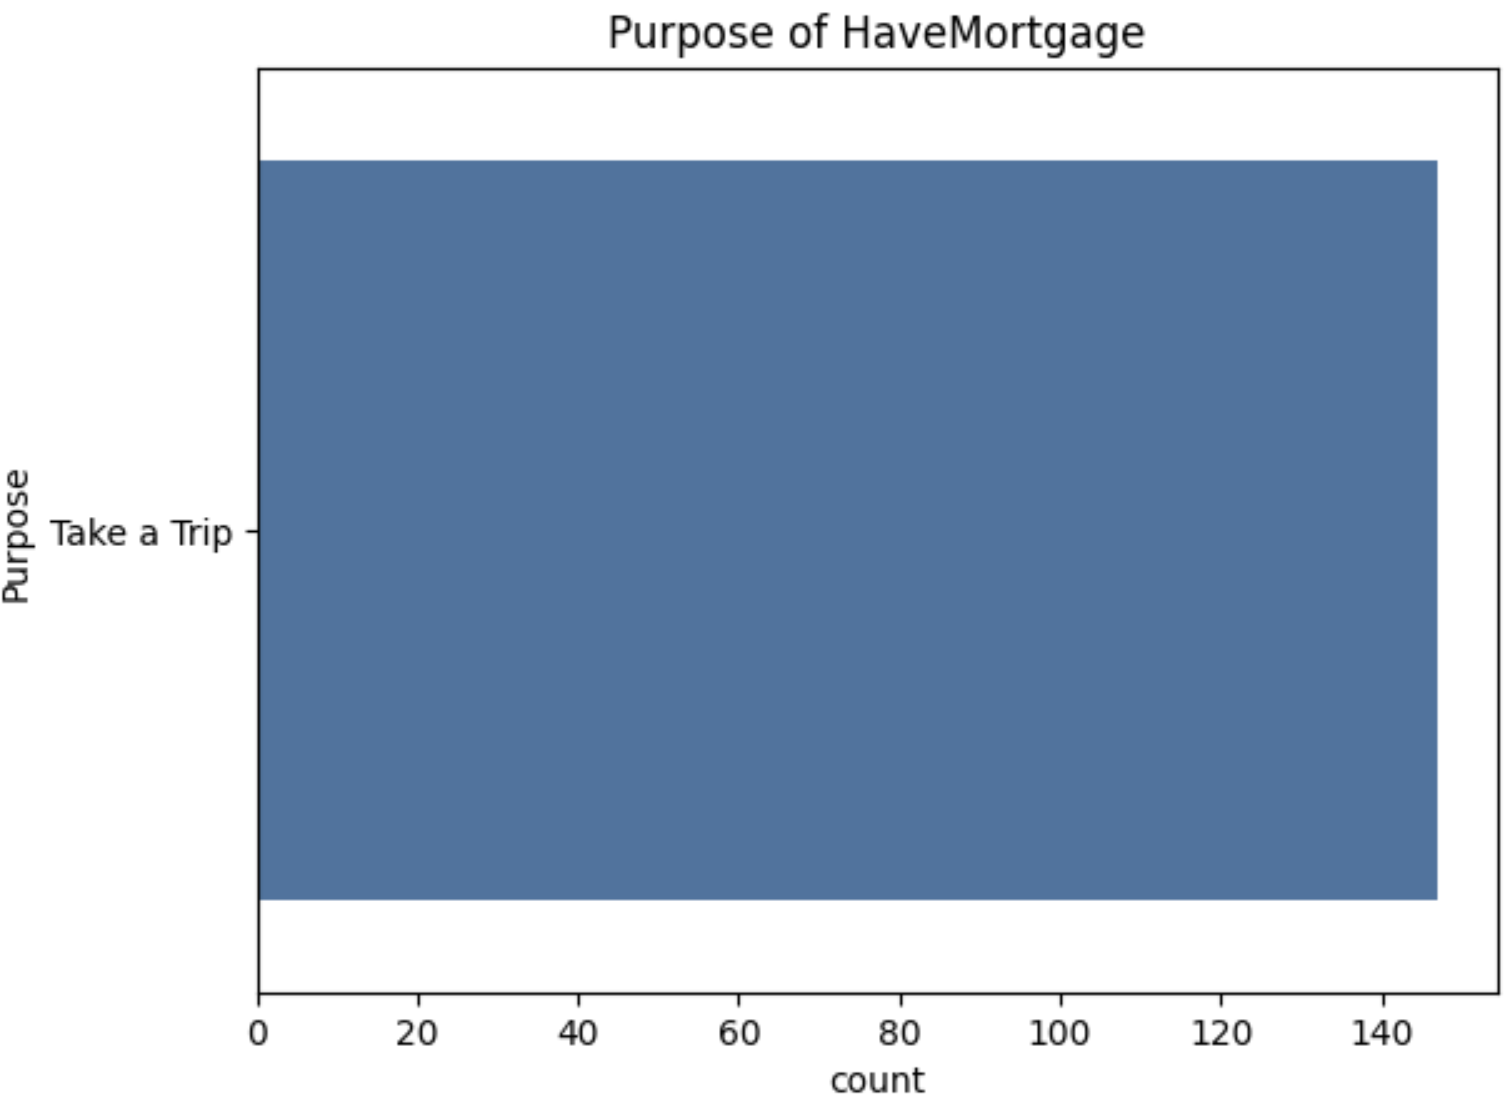 Purpose of HaveMortgage
Purpose
Take a Trip
0 20 40 60 80 100 120 140
count